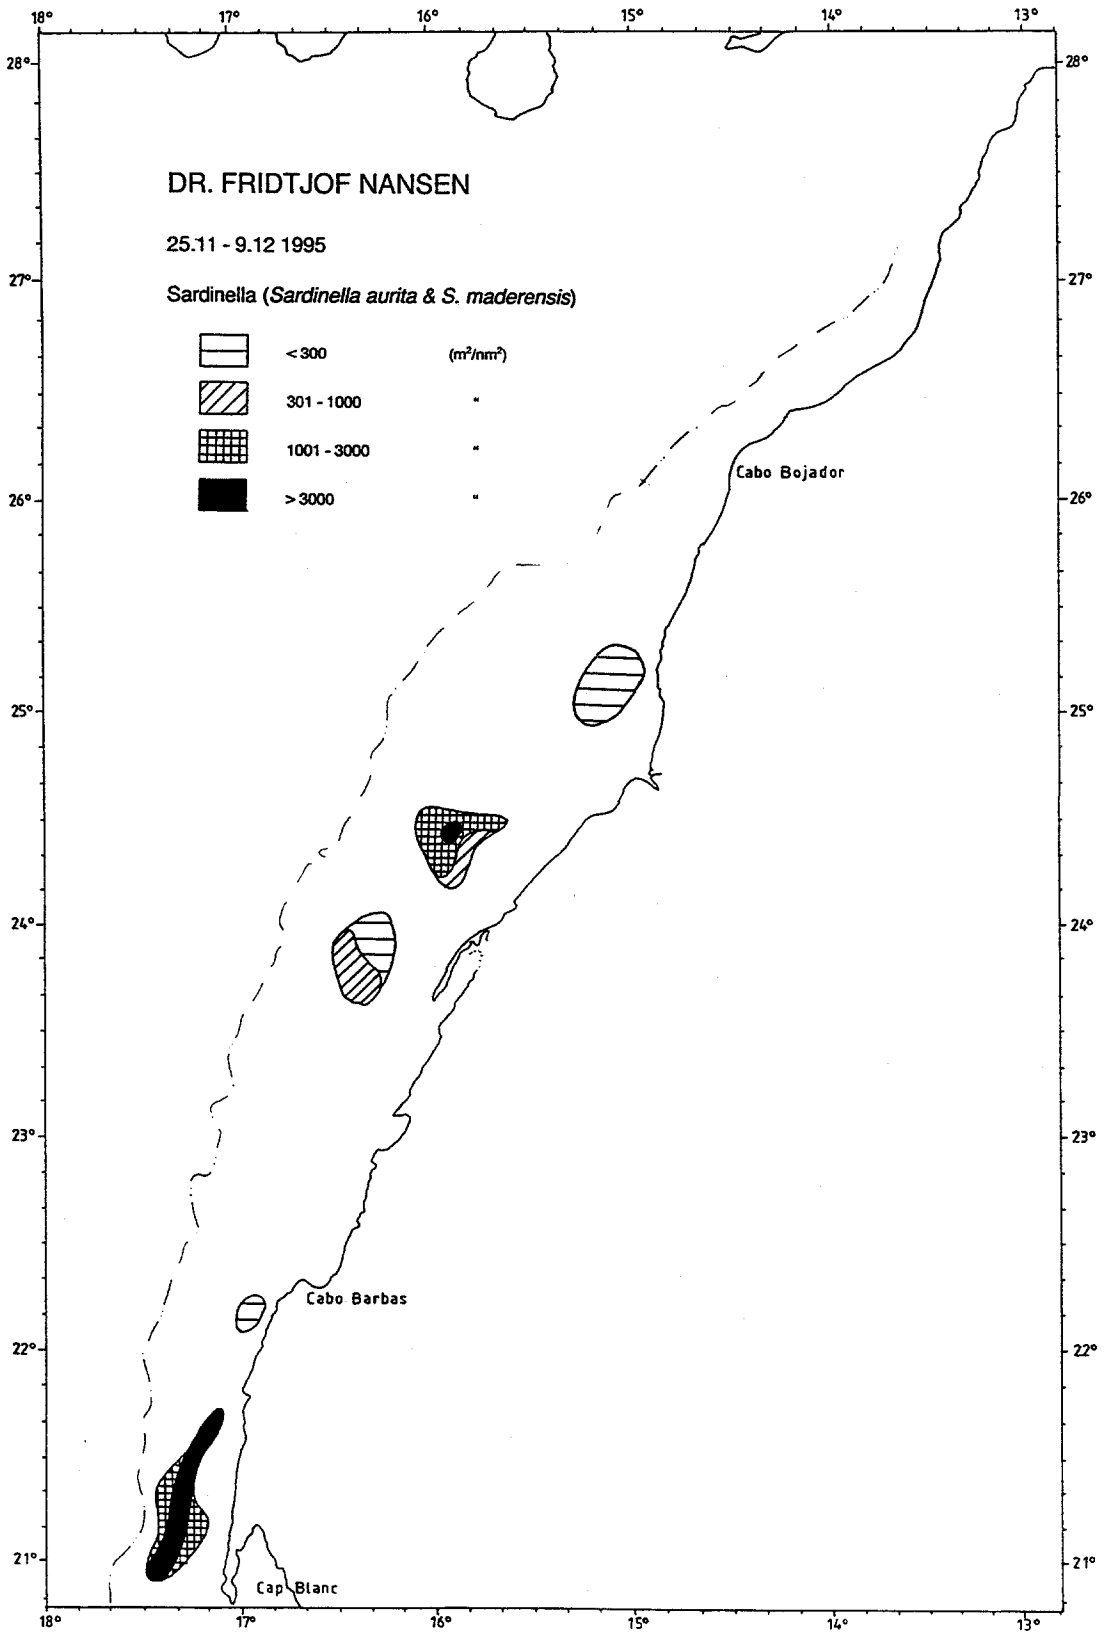 18° 17° 16° 15° 14° 13°
28° 28°
DR. FRIDTJOF NANSEN
25.11 - 9.12 1995
27° 27°
Sardinella (Sardinella aurita & S. maderensis)
<300 (m²/nm²)
301 - 1000 "
1001 - 3000 "
Cabo Bojador
>3000 "
26° 26°
25° 25°
24° 24°
23° 23°
Cabo Barbas
22° 22°
21° 21°
Cap Blanc
18° 17° 16° 15° 14° 13°